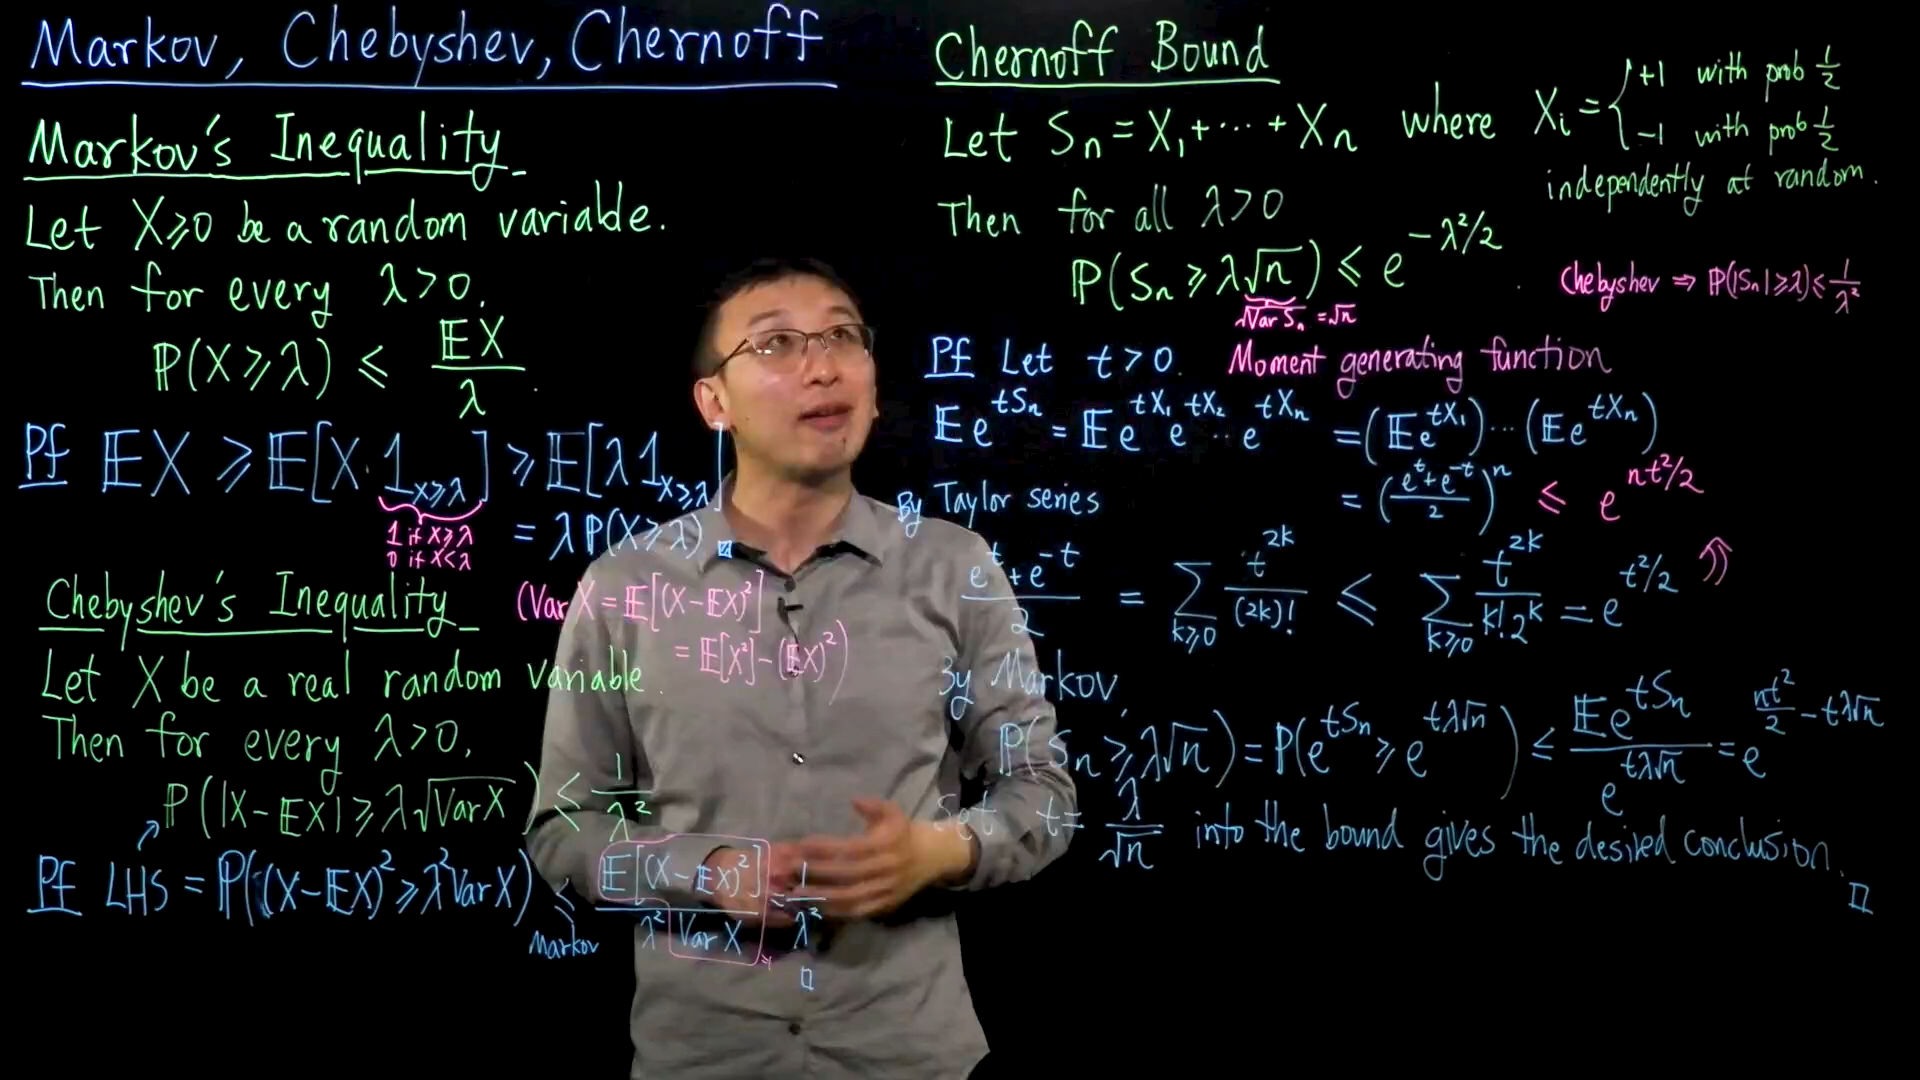 Markov, Chebyshev, Chernoff
Markov's Inequality
Let X⩾0 be a random variable.
Then for every λ>0,
ℙ(X⩾λ) ⩽ 𝔼X/λ.
Pf 𝔼X ⩾ 𝔼[X·1_{X⩾λ}] ⩾ 𝔼[λ1_{X⩾λ}]
1 if X⩾λ
0 if X<λ
= λℙ(X⩾λ) □
Chebyshev's Inequality
(Var X = 𝔼[(X-𝔼X)²]
= 𝔼[X²]-(𝔼X)²)
Let X be a real random variable.
Then for every λ>0,
ℙ(|X-𝔼X|⩾λ√(Var X)) ⩽ 1/λ²
Pf LHS = ℙ((X-𝔼X)²⩾λ²Var X) ⩽ 𝔼[(X-𝔼X)²]/(λ² Var X) = 1/λ²
Markov
□
Chernoff Bound
Let Sₙ = X₁+···+Xₙ where Xᵢ = { +1 with prob 1/2
-1 with prob 1/2
independently at random.
Then for all λ>0
ℙ(Sₙ ⩾ λ√n) ⩽ e^{-λ²/2}
√(Var Sₙ) = √n
Chebyshev ⇒ ℙ(|Sₙ|⩾λ)⩽1/λ²
Pf Let t>0. Moment generating function
𝔼e^{tSₙ} = 𝔼e^{tX₁}e^{tX₂}··e^{tXₙ} = (𝔼e^{tX₁})···(𝔼e^{tXₙ})
= ((e^t+e^{-t})/2)^n ⩽ e^{nt²/2}
By Taylor series
(e^t+e^{-t})/2 = ∑_{k⩾0} t^{2k}/(2k)! ⩽ ∑_{k⩾0} t^{2k}/(k!·2^k) = e^{t²/2} ⇑
By Markov,
ℙ(Sₙ⩾λ√n) = ℙ(e^{tSₙ} ⩾ e^{tλ√n}) ⩽ 𝔼e^{tSₙ}/e^{tλ√n} = e^{nt²/2 - tλ√n}
Set t = λ/√n into the bound gives the desired conclusion.
□